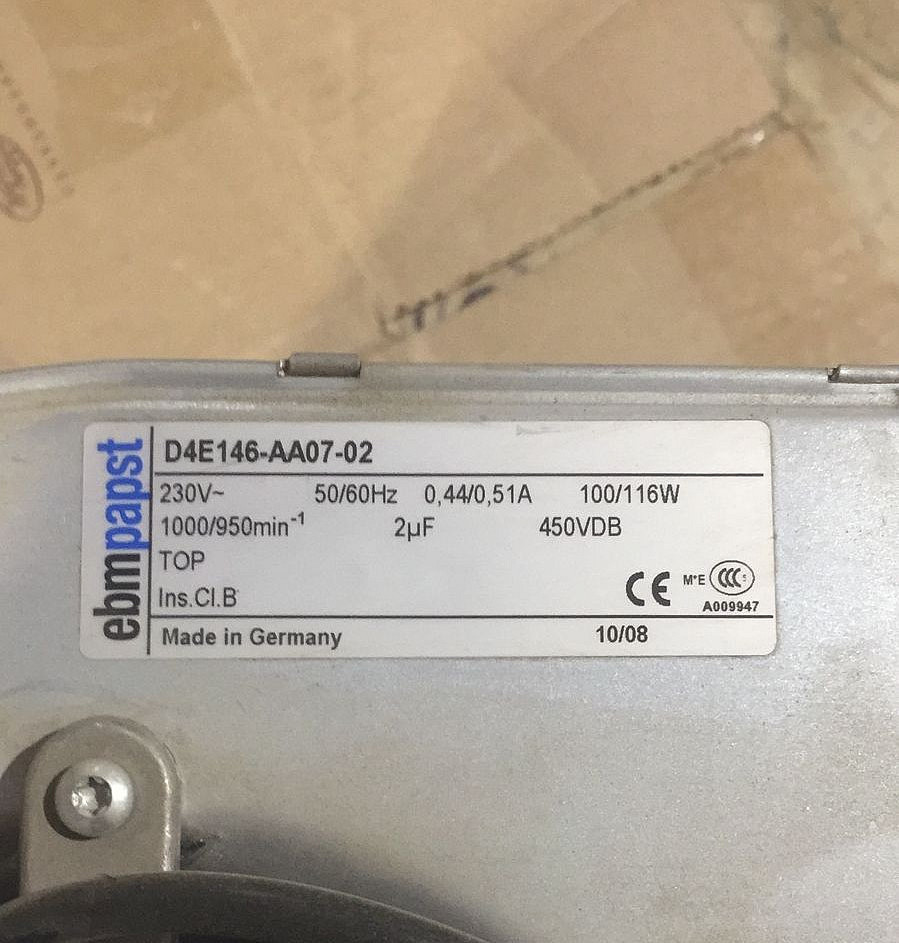 ebmpapst
D4E146-AA07-02
230V~ 50/60Hz 0,44/0,51A 100/116W
1000/950min⁻¹ 2µF 450VDB
TOP
Ins.Cl.B
CE M*E CCC S
A009947
Made in Germany 10/08